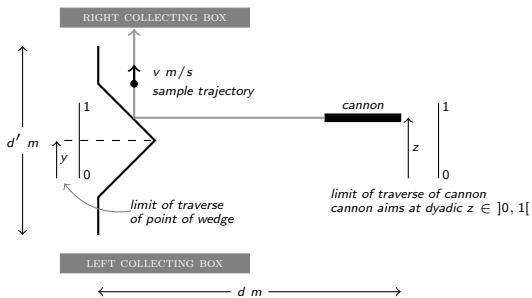 RIGHT COLLECTING BOX
v m/s
sample trajectory
cannon
1
1
d′ m
y
z
0
0
limit of traverse of cannon
cannon aims at dyadic z ∈ ]0, 1[
limit of traverse
of point of wedge
LEFT COLLECTING BOX
d m